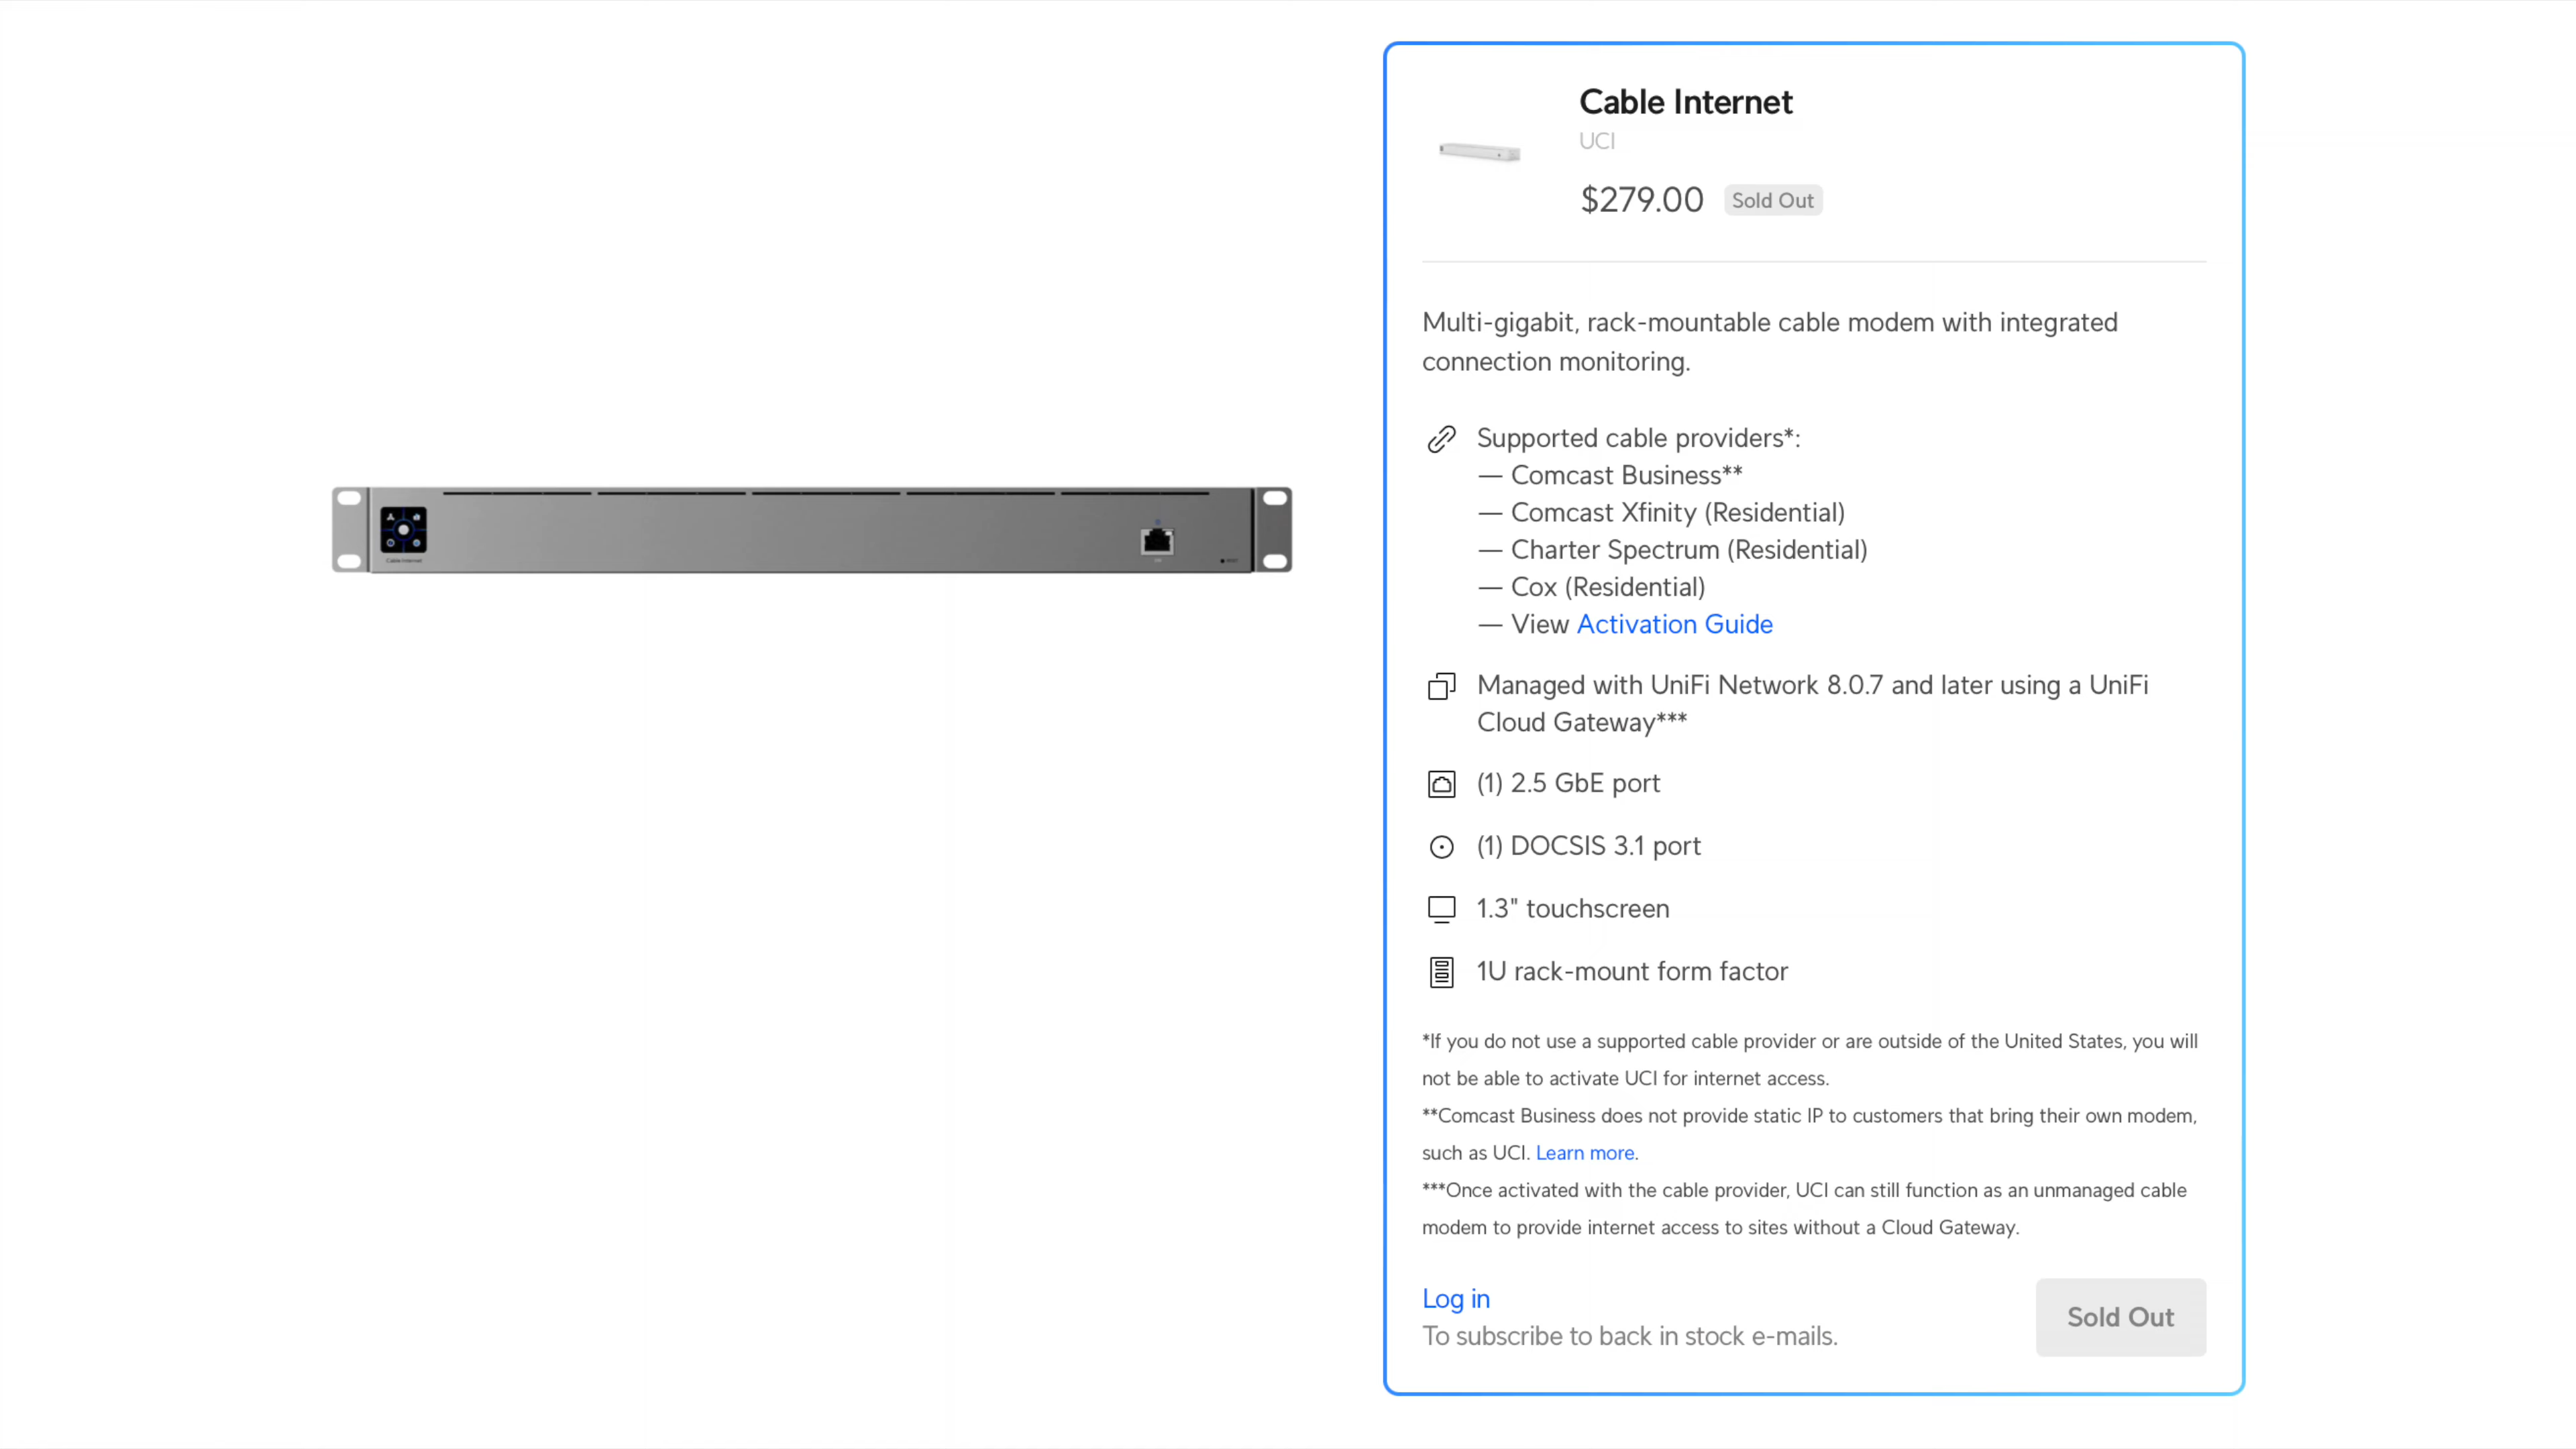 Cable Internet
UCI
$279.00 Sold Out
Multi-gigabit, rack-mountable cable modem with integrated
connection monitoring.
Supported cable providers*:
— Comcast Business**
— Comcast Xfinity (Residential)
— Charter Spectrum (Residential)
— Cox (Residential)
— View Activation Guide
Managed with UniFi Network 8.0.7 and later using a UniFi
Cloud Gateway***
(1) 2.5 GbE port
(1) DOCSIS 3.1 port
1.3" touchscreen
1U rack-mount form factor
*If you do not use a supported cable provider or are outside of the United States, you will
not be able to activate UCI for internet access.
**Comcast Business does not provide static IP to customers that bring their own modem,
such as UCI. Learn more.
***Once activated with the cable provider, UCI can still function as an unmanaged cable
modem to provide internet access to sites without a Cloud Gateway.
Log in
To subscribe to back in stock e-mails.
Sold Out
Cable Internet